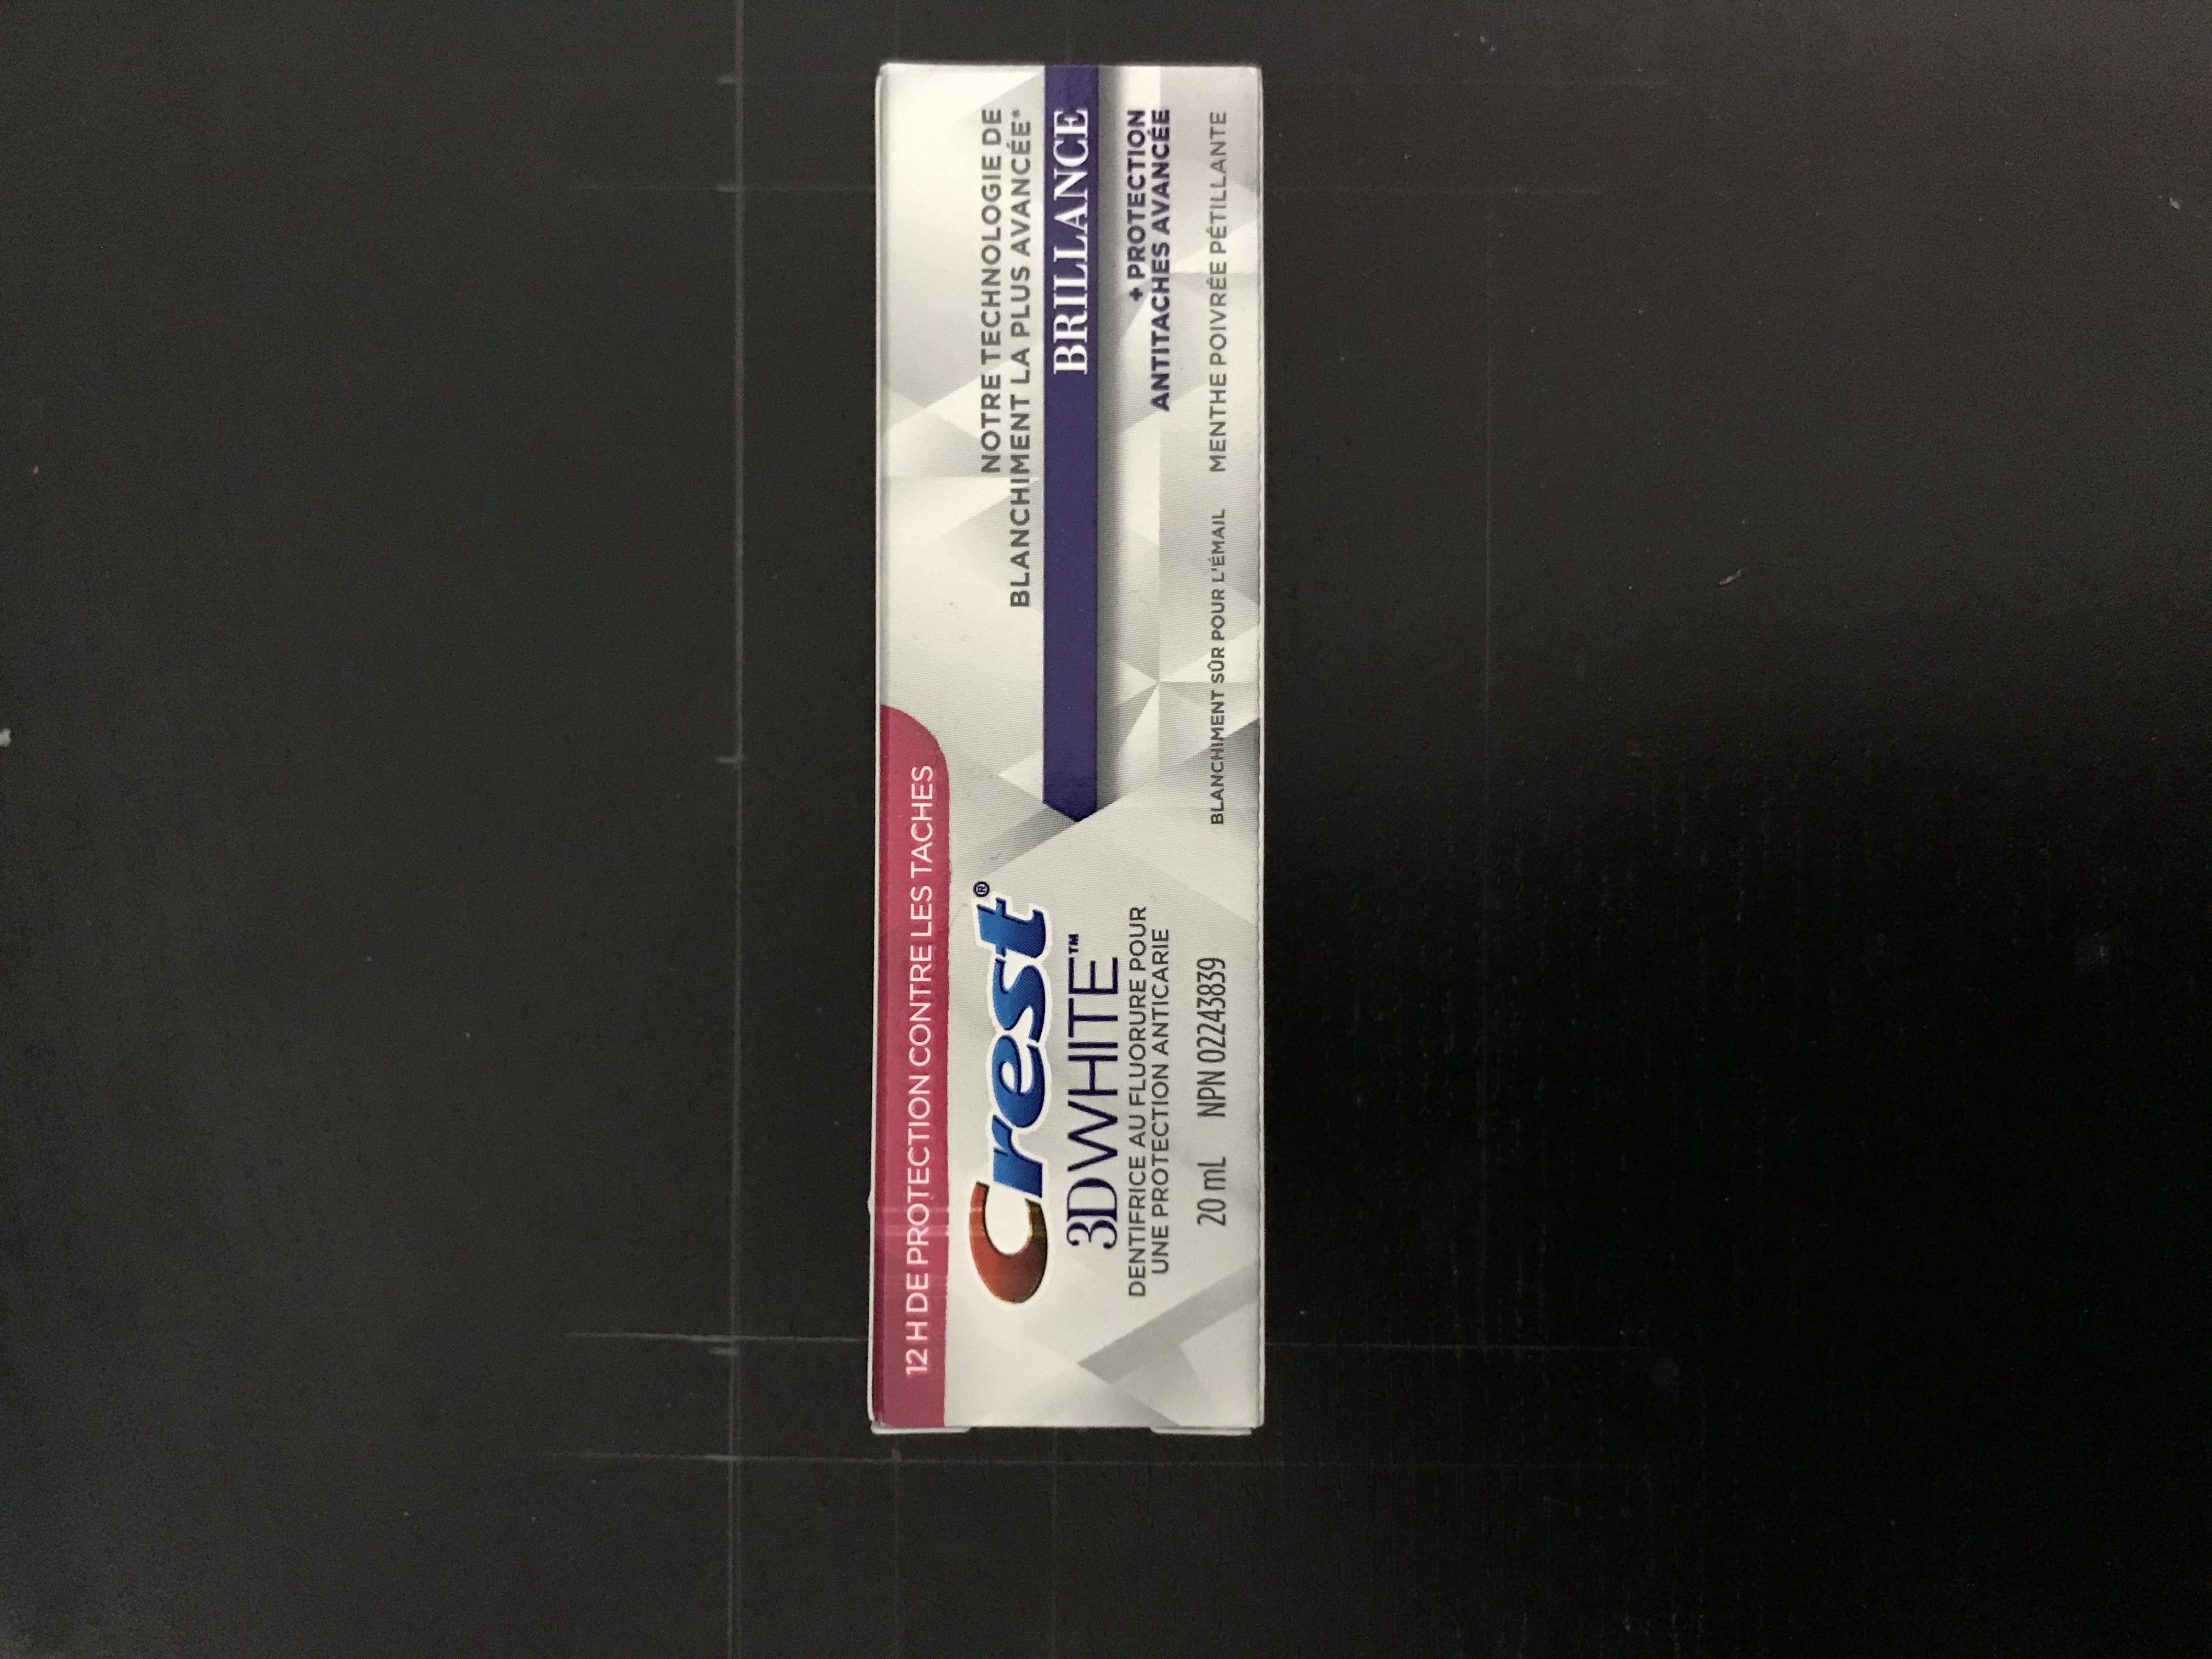 12 H DE PROTECTION CONTRE LES TACHES
Crest®
3D WHITE™
DENTIFRICE AU FLUORURE POUR
UNE PROTECTION ANTICARIE
20 mL NPN 02243839
NOTRE TECHNOLOGIE DE
BLANCHIMENT LA PLUS AVANCÉE*
BRILLANCE
+ PROTECTION
ANTITACHES AVANCÉE
BLANCHIMENT SÛR POUR L'ÉMAIL MENTHE POIVRÉE PÉTILLANTE